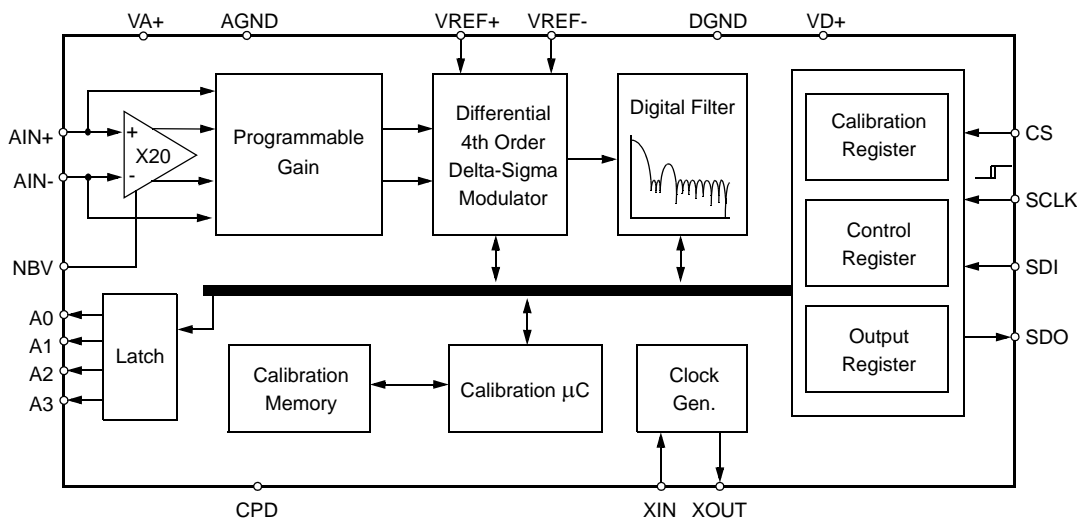 VA+
AGND
VREF+
VREF-
DGND
VD+
AIN+
AIN-
NBV
+
X20
-
Programmable
Gain
Differential
4th Order
Delta-Sigma
Modulator
Digital Filter
Calibration
Register
Control
Register
Output
Register
CS
SCLK
SDI
SDO
A0
A1
A2
A3
Latch
Calibration
Memory
Calibration µC
Clock
Gen.
CPD
XIN
XOUT